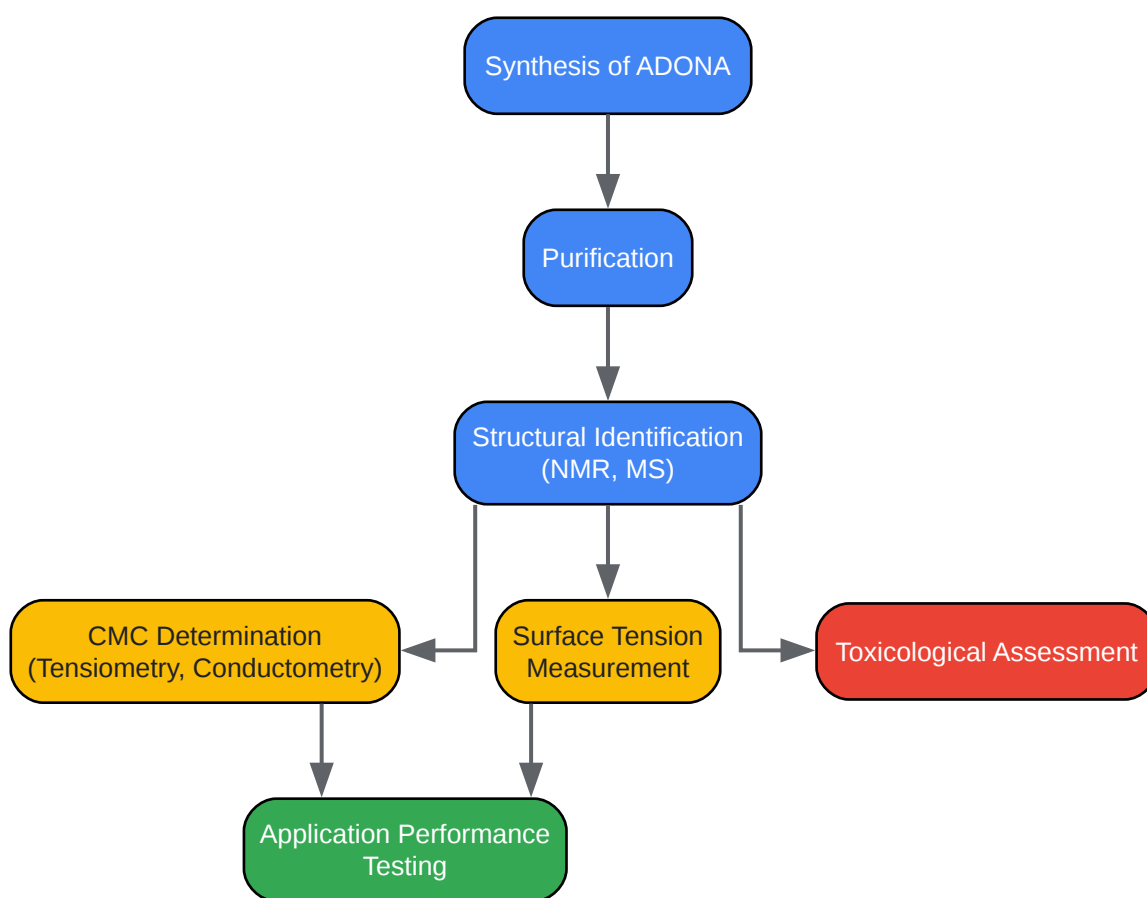 Synthesis of ADONA
Purification
Structural Identification
(NMR, MS)
CMC Determination
(Tensiometry, Conductometry)
Surface Tension
Measurement
Toxicological Assessment
Application Performance
Testing